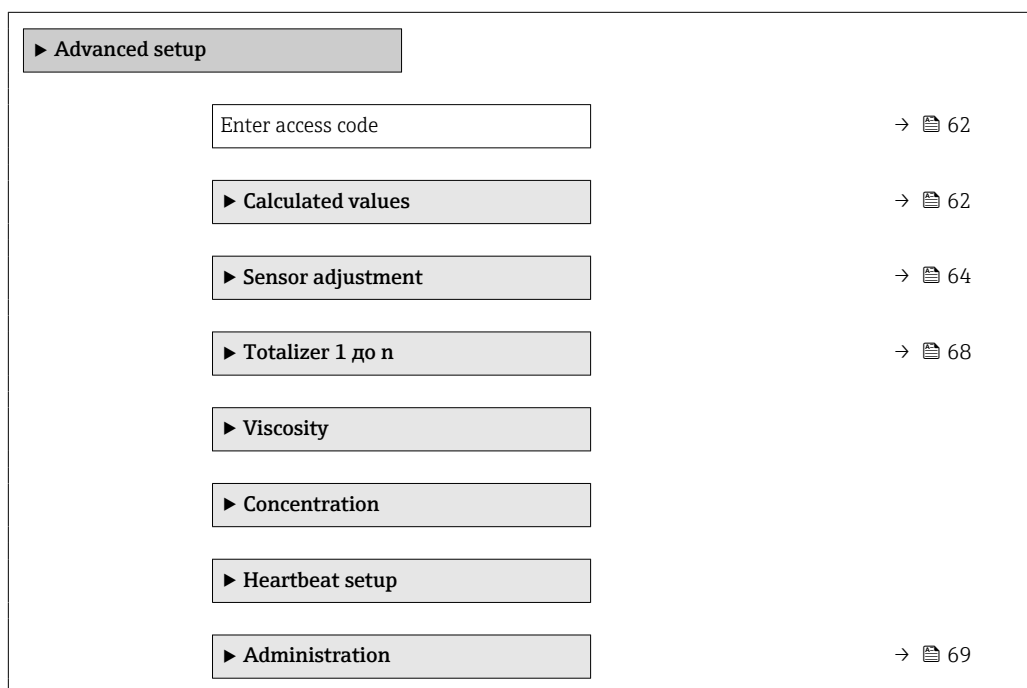 ▶ Advanced setup
Enter access code → 62
▶ Calculated values → 62
▶ Sensor adjustment → 64
▶ Totalizer 1 до n → 68
▶ Viscosity
▶ Concentration
▶ Heartbeat setup
▶ Administration → 69